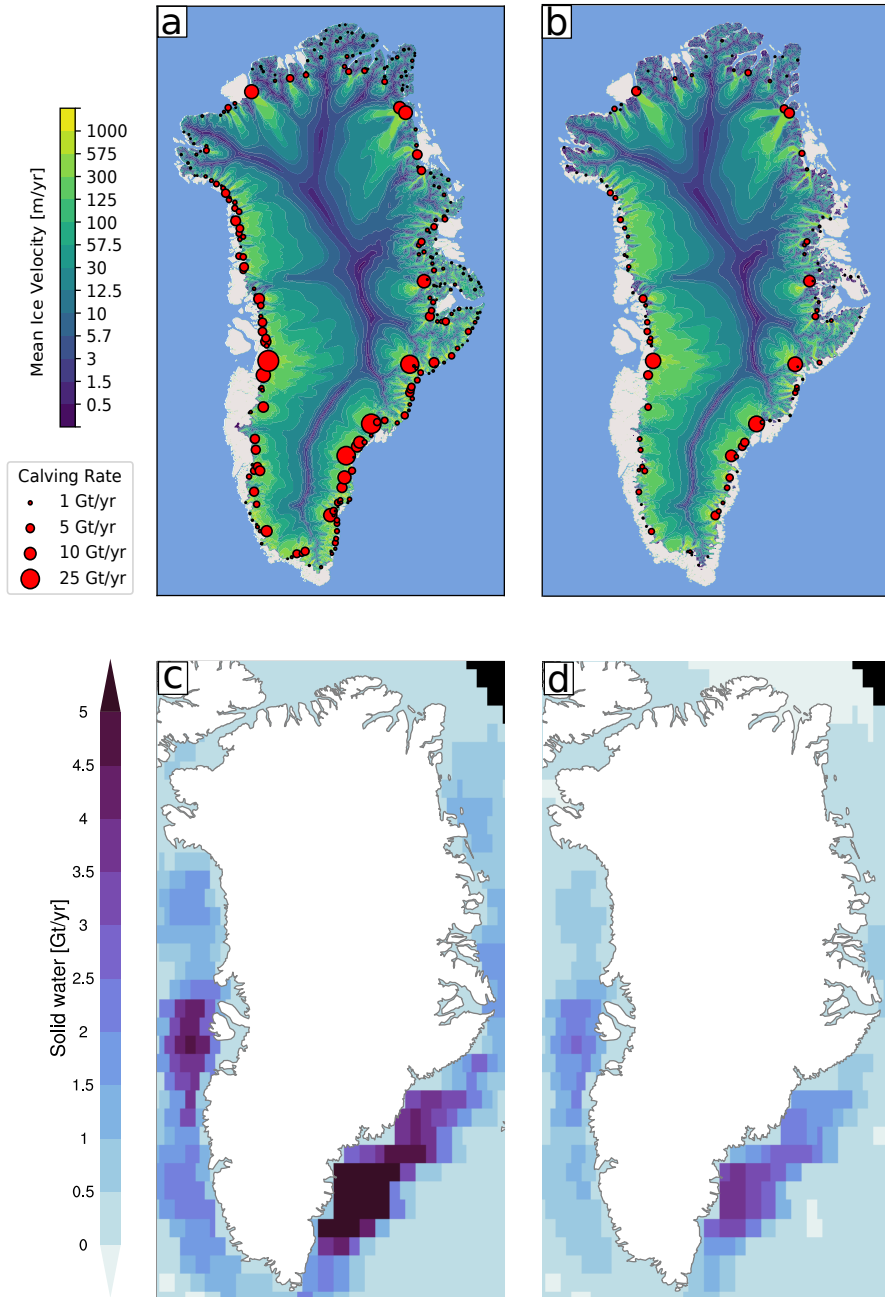 a
b
Mean Ice Velocity [m/yr]
1000
575
300
125
100
57.5
30
12.5
10
5.7
3
1.5
0.5
Calving Rate
1 Gt/yr
5 Gt/yr
10 Gt/yr
25 Gt/yr
c
d
Solid water [Gt/yr]
5
4.5
4
3.5
3
2.5
2
1.5
1
0.5
0